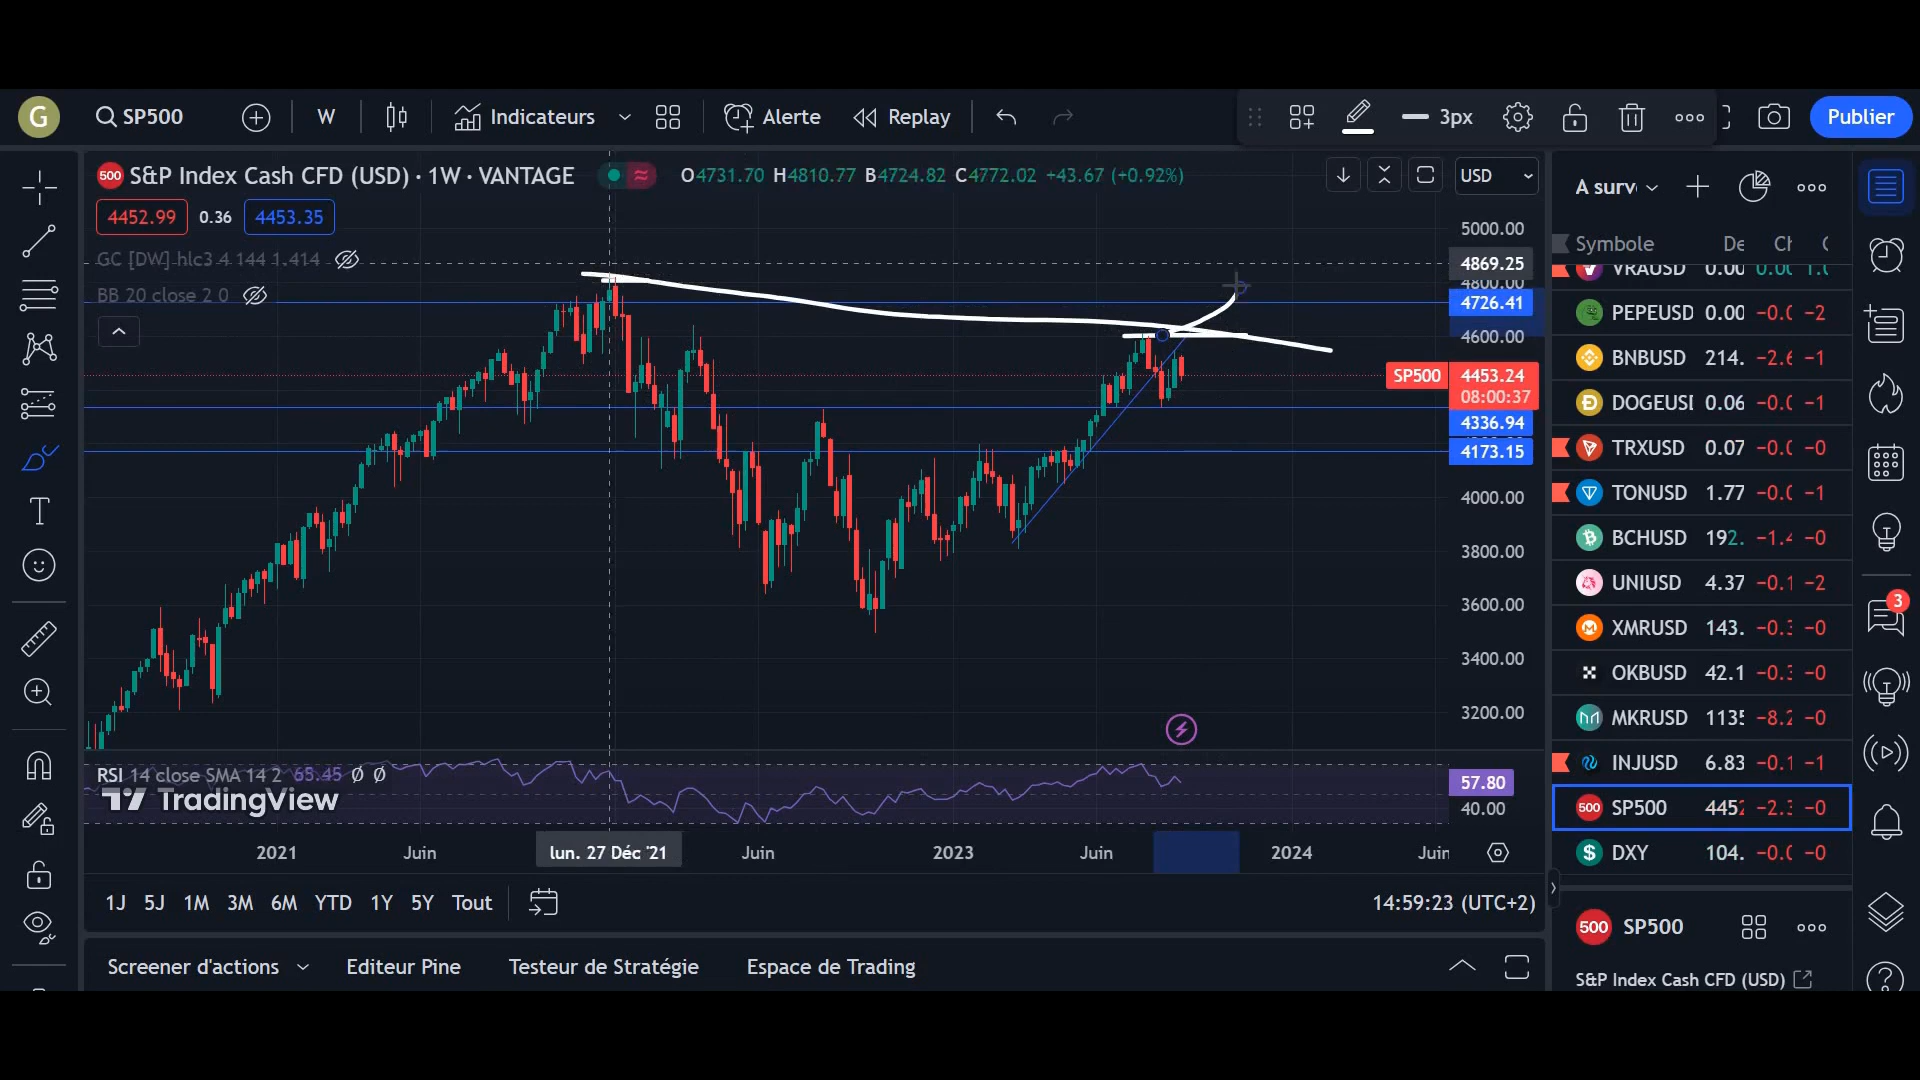 G
SP500
W
Indicateurs
Alerte
Replay
3px
Publier
500 S&P Index Cash CFD (USD) · 1W · VANTAGE
O4731.70 H4810.77 B4724.82 C4772.02 +43.67 (+0.92%)
USD
4452.99 0.36 4453.35
GC [DW] hlc3 4 144 1.414
BB 20 close 2 0
5000.00
4869.25
4800.00
4726.41
4600.00
SP500 4453.24
08:00:37
4336.94
4173.15
4000.00
3800.00
3600.00
3400.00
3200.00
RSI 14 close SMA 14 2 65.45 Ø Ø
TradingView
57.80
40.00
2021
Juin
lun. 27 Déc '21
Juin
2023
Juin
2024
Juin
1J 5J 1M 3M 6M YTD 1Y 5Y Tout
14:59:23 (UTC+2)
Screener d'actions
Editeur Pine
Testeur de Stratégie
Espace de Trading
A surv
Symbole De Ch
VRAUSD 0.00 0.00
PEPEUSD 0.00 -0.0 -2
BNBUSD 214. -2.6 -1
DOGEUSD 0.06 -0.0 -1
TRXUSD 0.07 -0.0 -0
TONUSD 1.77 -0.0 -1
BCHUSD 192. -1.4 -0
UNIUSD 4.37 -0.1 -2
XMRUSD 143. -0.3 -0
OKBUSD 42.1 -0.3 -0
MKRUSD 1135 -8.2 -0
INJUSD 6.83 -0.1 -1
500 SP500 4452 -2.3 -0
DXY 104. -0.0 -0
500 SP500
S&P Index Cash CFD (USD)
3